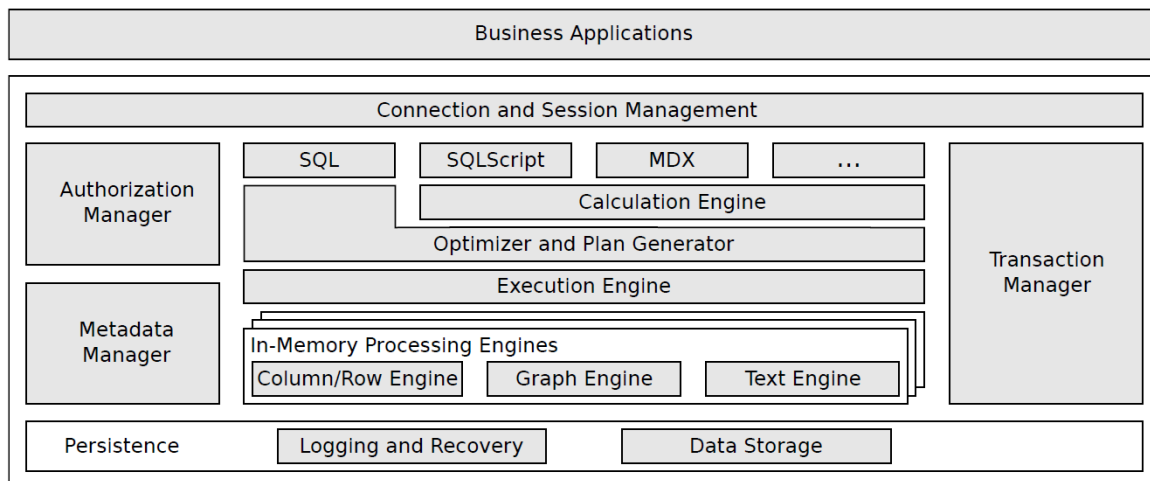 Business Applications
Connection and Session Management
Authorization
Manager
SQL
SQLScript
MDX
...
Calculation Engine
Optimizer and Plan Generator
Transaction
Manager
Execution Engine
Metadata
Manager
In-Memory Processing Engines
Column/Row Engine
Graph Engine
Text Engine
Persistence
Logging and Recovery
Data Storage